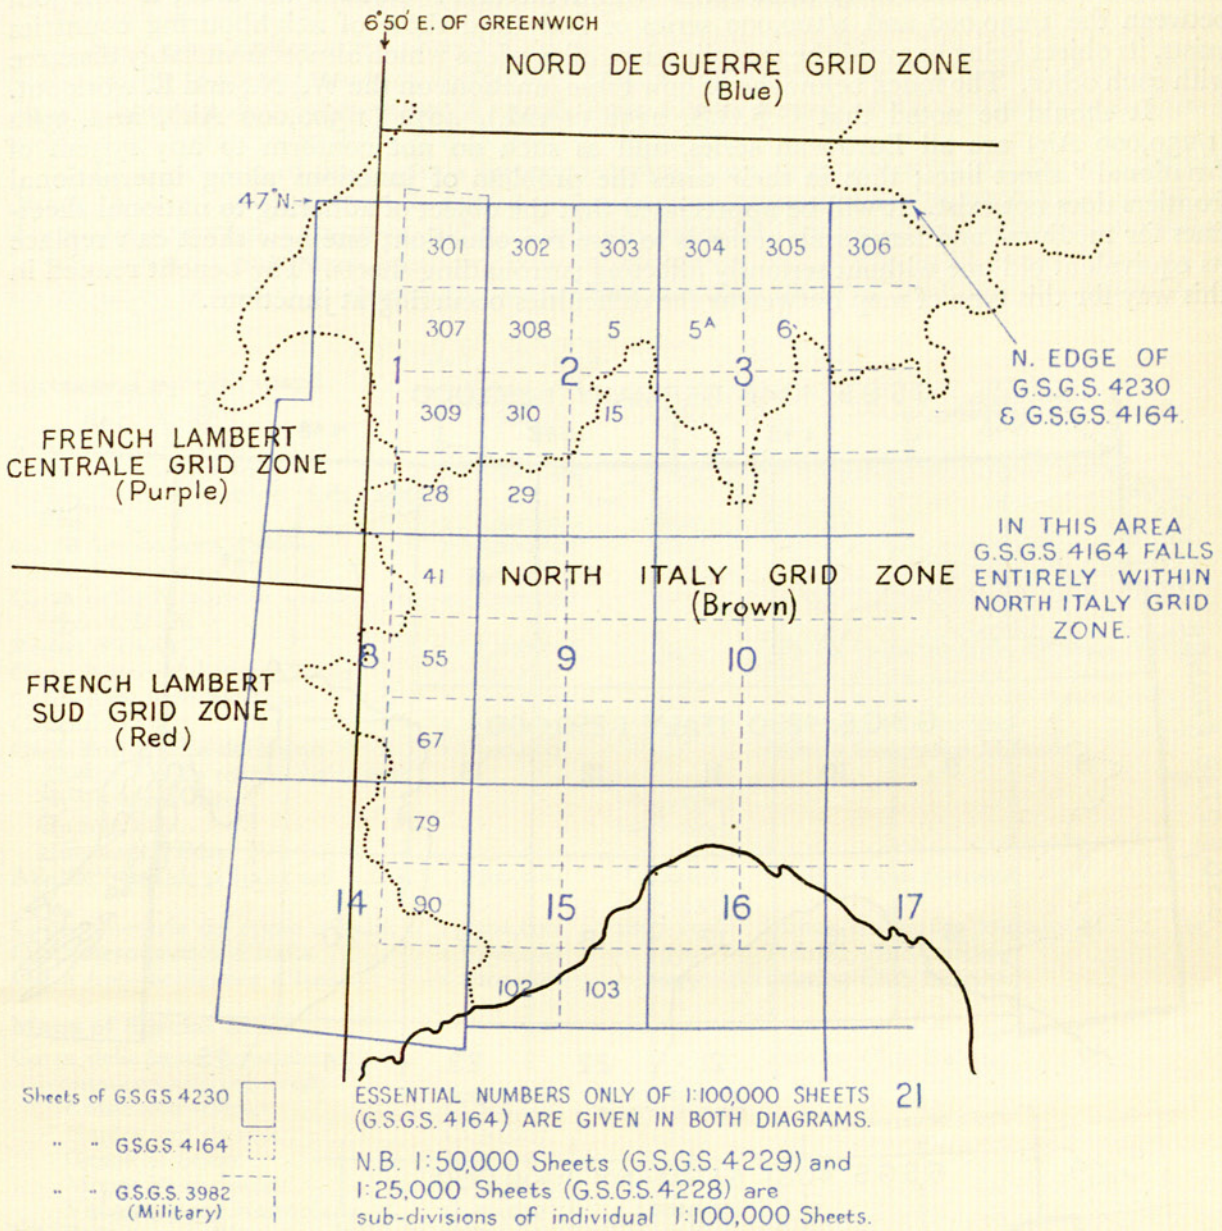 6°50' E. OF GREENWICH
NORD DE GUERRE GRID ZONE
(Blue)
47°N.
301 302 303 304 305 306
307 308 5 5A 6
1 2 3
309 310 15
N. EDGE OF
G.S.G.S. 4230
& G.S.G.S. 4164.
FRENCH LAMBERT
CENTRALE GRID ZONE
(Purple)
28 29
IN THIS AREA
G.S.G.S. 4164 FALLS
ENTIRELY WITHIN
NORTH ITALY GRID
ZONE.
41
NORTH ITALY GRID ZONE
(Brown)
8 55 9 10
FRENCH LAMBERT
SUD GRID ZONE
(Red)
67
79
14 90 15 16 17
102 103
21
Sheets of G.S.G.S. 4230
" " G.S.G.S. 4164
" " G.S.G.S. 3982
(Military)
ESSENTIAL NUMBERS ONLY OF 1:100,000 SHEETS
(G.S.G.S. 4164) ARE GIVEN IN BOTH DIAGRAMS.
N.B. 1:50,000 Sheets (G.S.G.S. 4229) and
1:25,000 Sheets (G.S.G.S. 4228) are
sub-divisions of individual 1:100,000 Sheets.